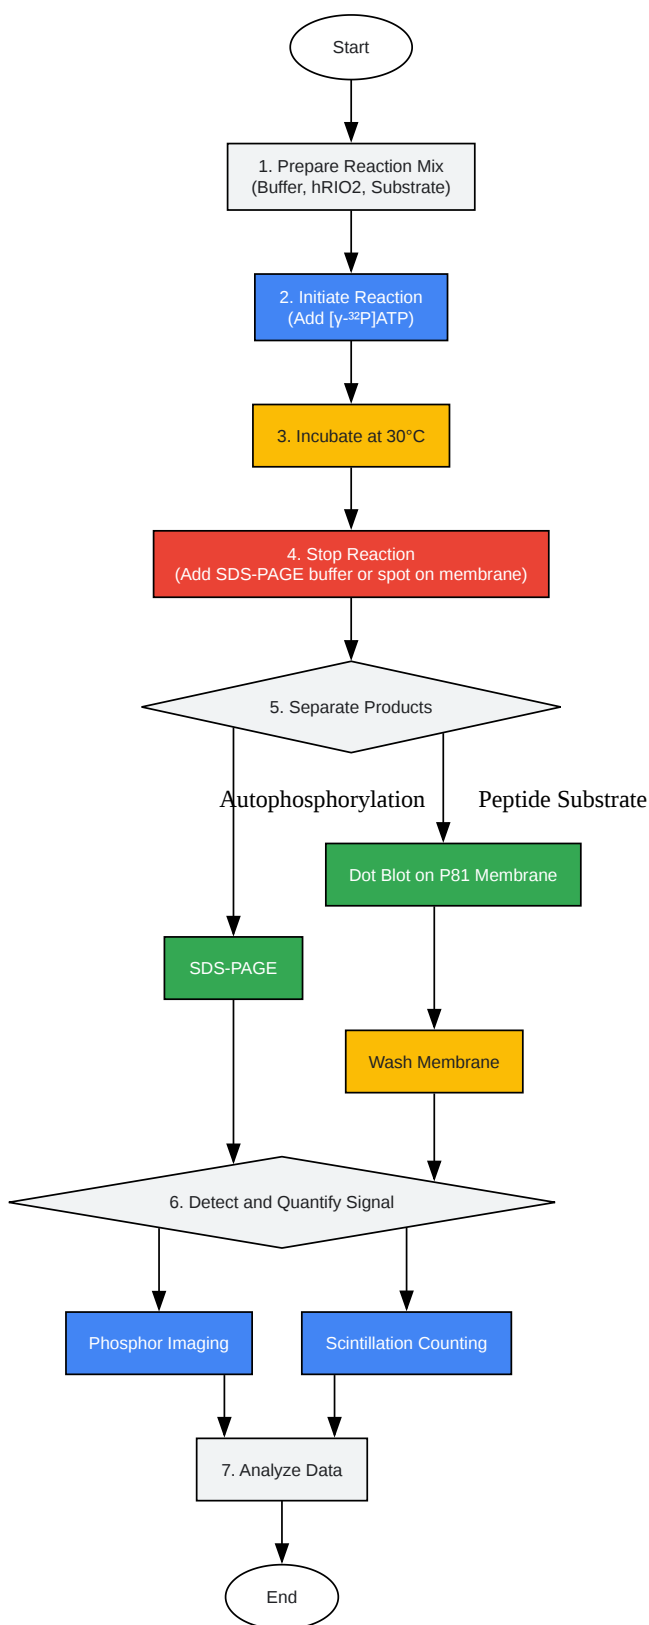 Start
1. Prepare Reaction Mix
(Buffer, hRIO2, Substrate)
2. Initiate Reaction
(Add [γ-³²P]ATP)
3. Incubate at 30°C
4. Stop Reaction
(Add SDS-PAGE buffer or spot on membrane)
5. Separate Products
Autophosphorylation
Peptide Substrate
Dot Blot on P81 Membrane
SDS-PAGE
Wash Membrane
6. Detect and Quantify Signal
Phosphor Imaging
Scintillation Counting
7. Analyze Data
End